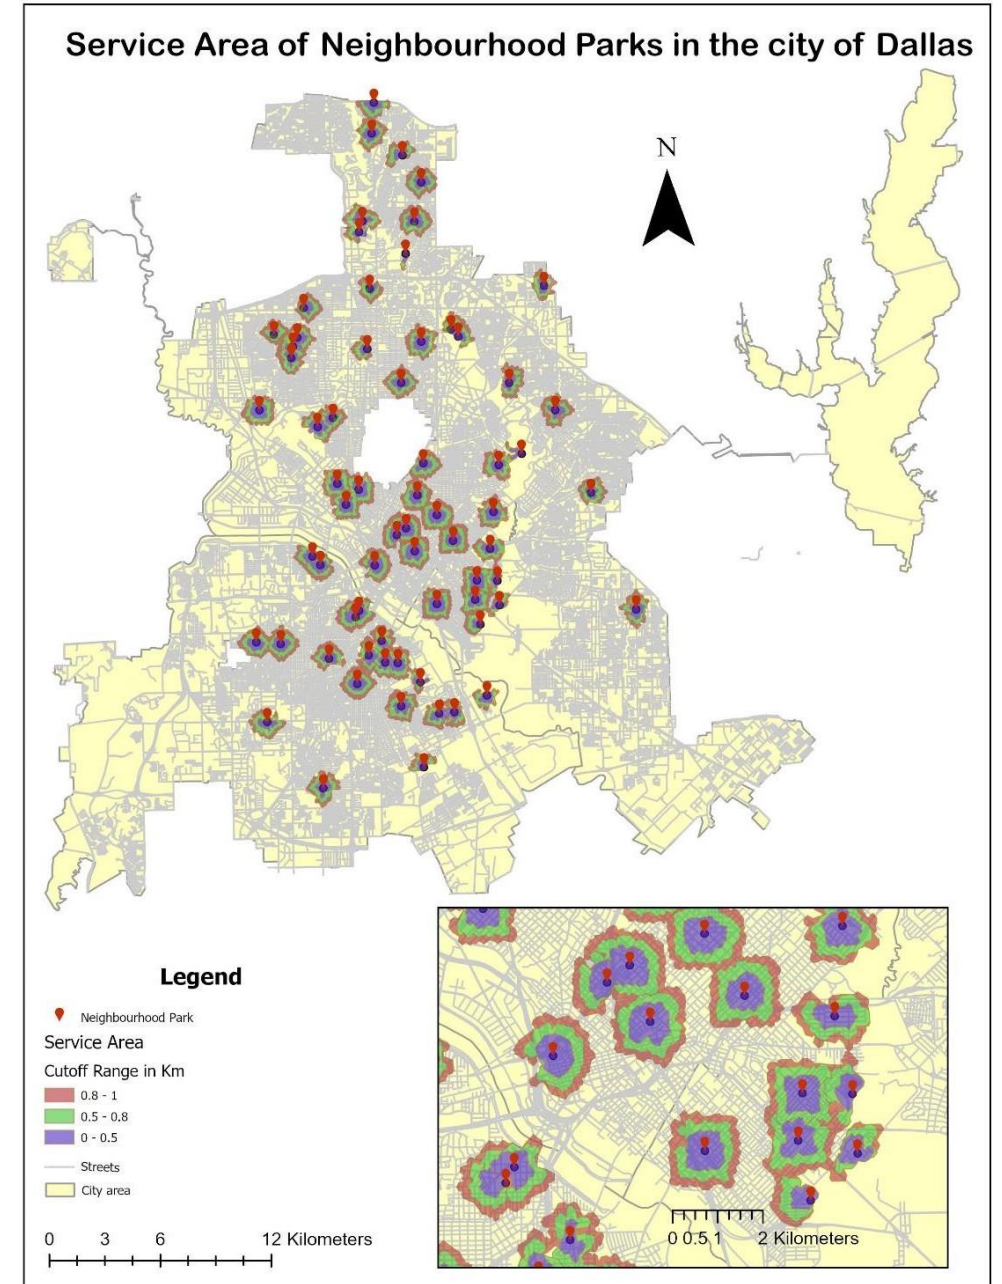 Service Area of Neighbourhood Parks in the city of Dallas
N
Legend
Neighbourhood Park
Service Area
Cutoff Range in Km
0.8 - 1
0.5 - 0.8
0 - 0.5
Streets
City area
0 3 6 12 Kilometers
0 0.5 1 2 Kilometers